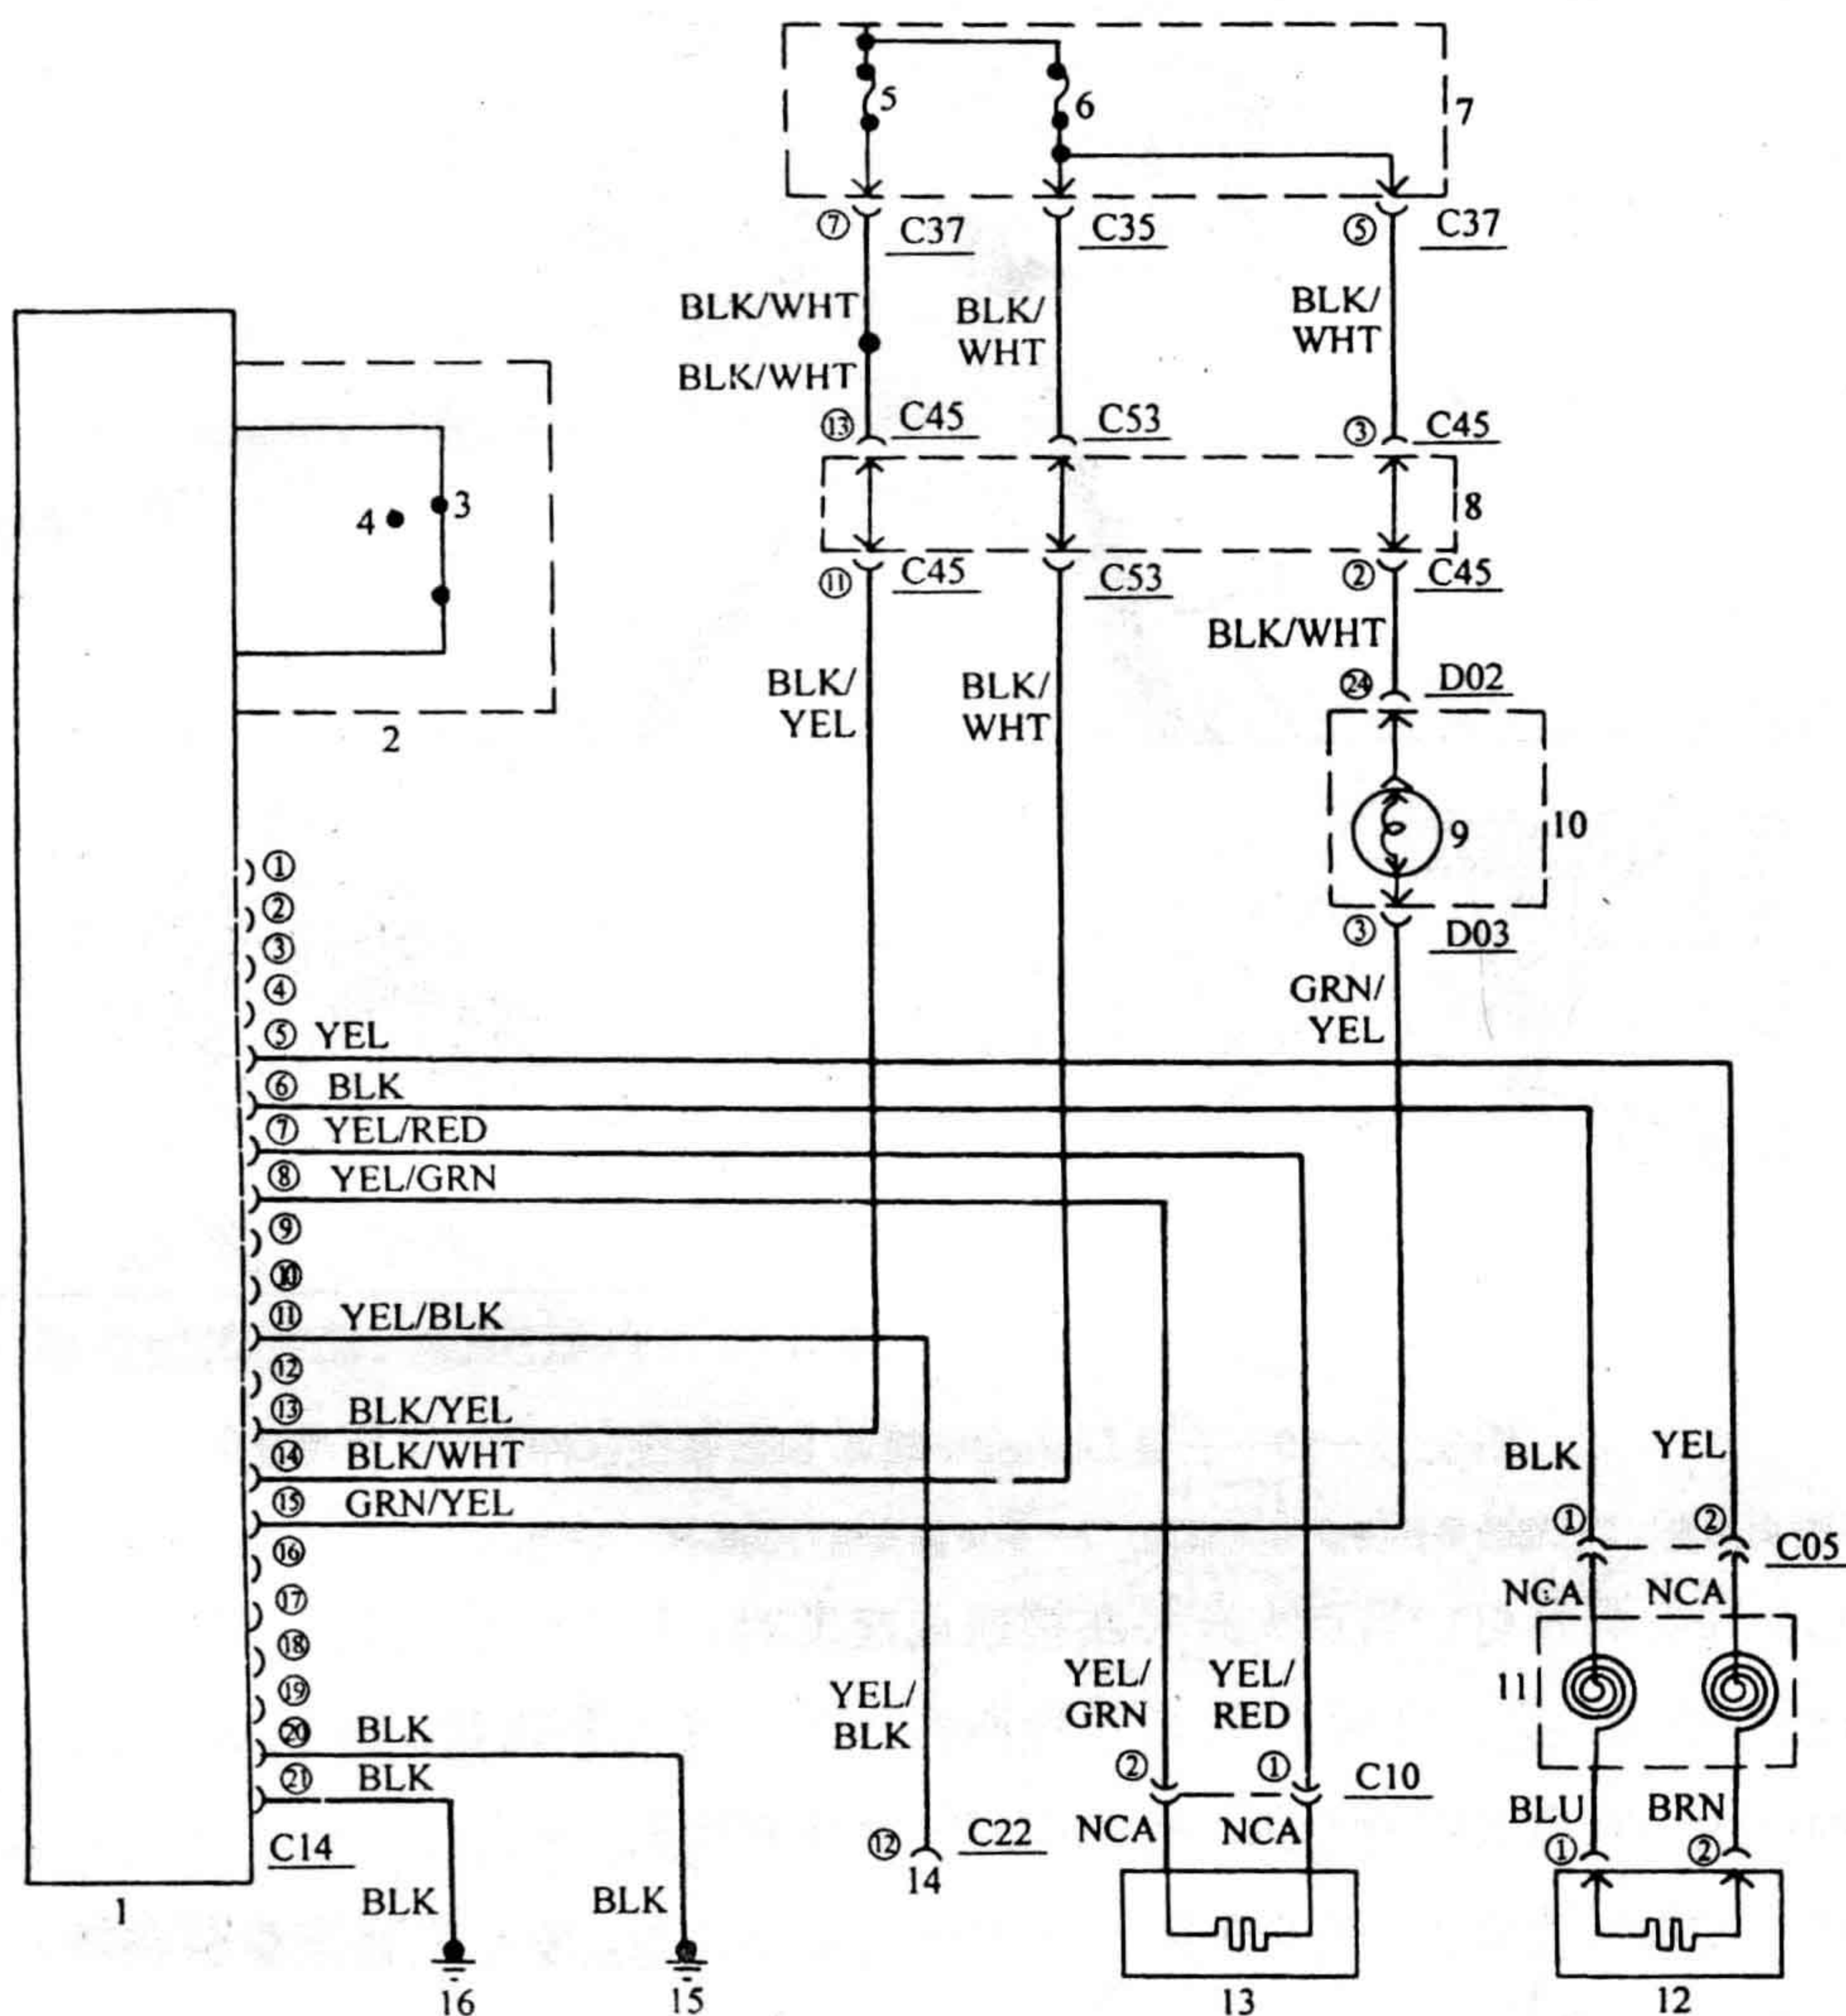 5
6
7
⑦ C37
C35
⑤ C37
BLK/WHT
BLK/
WHT
BLK/
WHT
BLK/WHT
⑬ C45
C53
③ C45
8
⑪ C45
C53
② C45
4
3
2
BLK/WHT
BLK/
YEL
BLK/
WHT
㉔ D02
9
10
③ D03
GRN/
YEL
①
②
③
④
⑤ YEL
⑥ BLK
⑦ YEL/RED
⑧ YEL/GRN
⑨
⑩
⑪ YEL/BLK
⑫
⑬ BLK/YEL
⑭ BLK/WHT
⑮ GRN/YEL
⑯
⑰
⑱
⑲
⑳ BLK
㉑ BLK
C14
1
BLK
BLK
16
15
YEL/
BLK
⑫ C22
14
YEL/
GRN
YEL/
RED
② ① C10
NCA NCA
13
BLK YEL
① ② C05
NCA NCA
11
BLU BRN
① ②
12